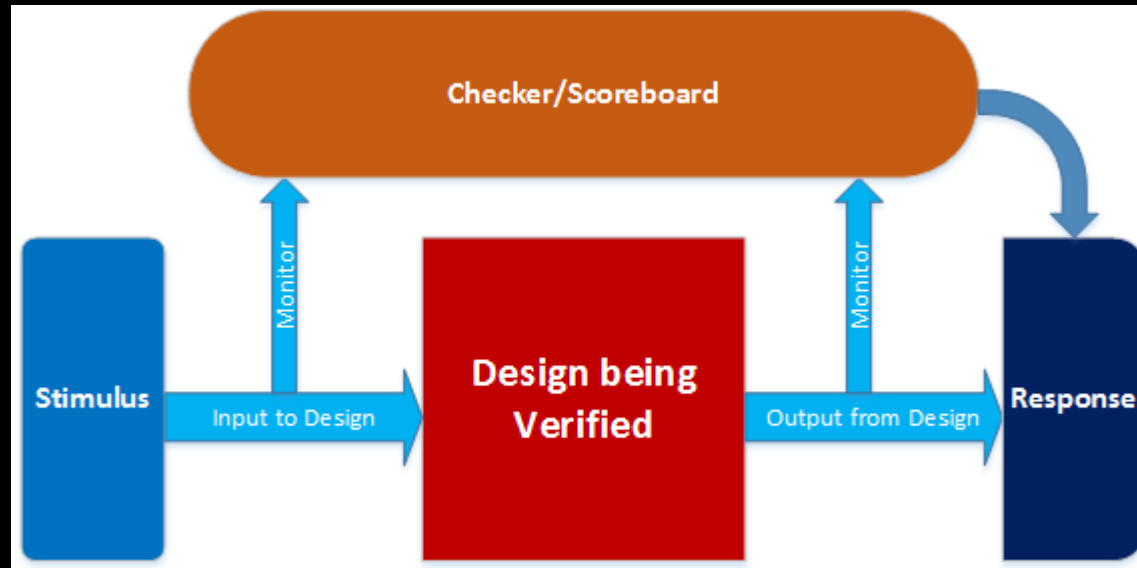 Checker/Scoreboard
Monitor
Monitor
Stimulus
Input to Design
Design being
Verified
Output from Design
Response